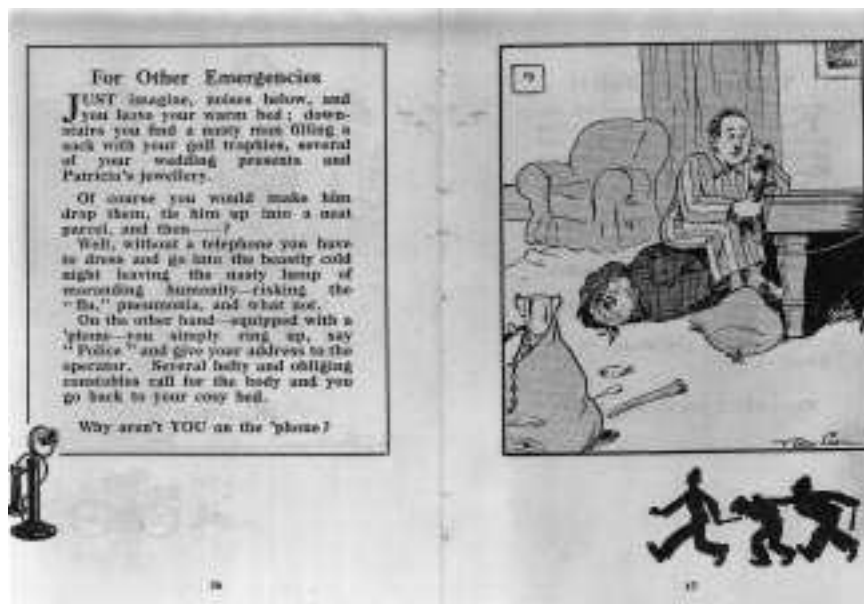 For Other Emergencies
JUST imagine, noises below, and
you leave your warm bed; down-
stairs you find a nasty man filling a
sack with your golf trophies, several
of your wedding presents and
Patricia's jewellery.
Of course you would make him
drop them, tie him up into a neat
parcel, and then——?
Well, without a telephone you have
to dress and go into the beastly cold
night leaving the nasty lump of
marauding humanity—risking the
"flu," pneumonia, and what not.
On the other hand—equipped with a
'phone—you simply ring up, say
"Police" and give your address to the
operator. Several hefty and obliging
constables call for the body and you
go back to your cosy bed.
Why aren't YOU on the 'phone?
16
17